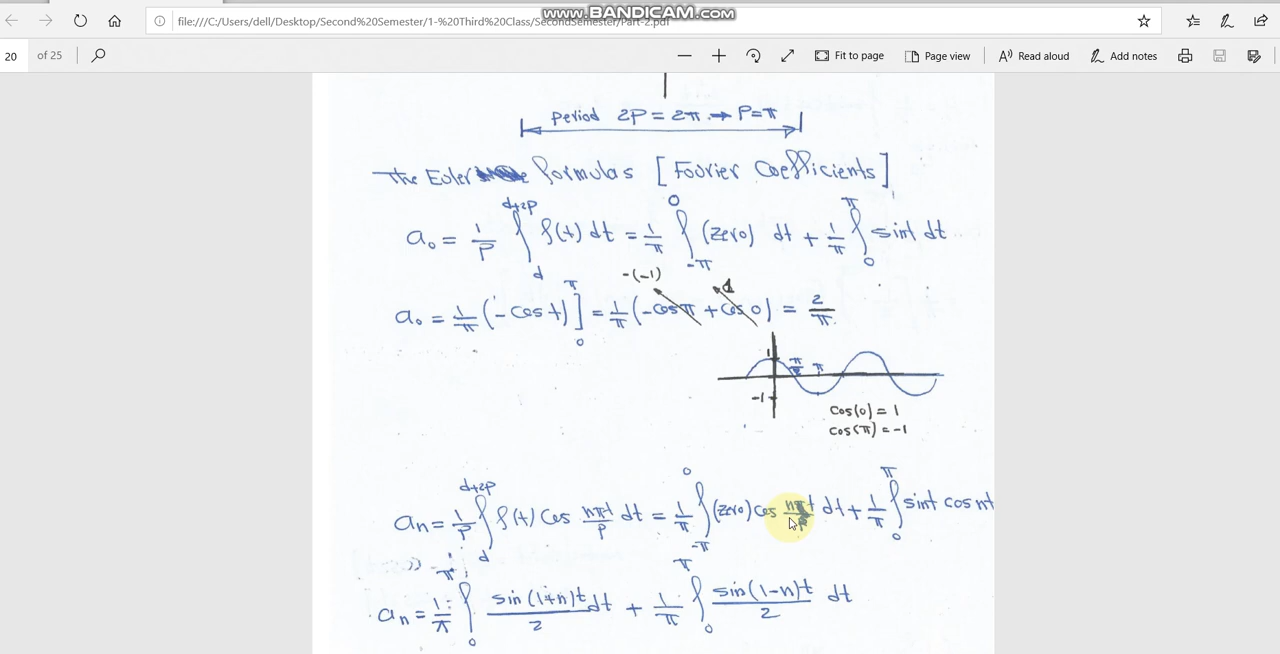 www.BANDICAM.com
file:///C:/Users/dell/Desktop/Second%20Semester/1-%20Third%20Class/SecondSemester/Part-2.pdf
20 of 25 Fit to page Page view Read aloud Add notes
Period 2P = 2π → P = π
The Euler formulas [Fourier Coefficients]
a₀ = 1/P ∫_d^{d+2P} f(t) dt = 1/π ∫_{-π}^0 (zero) dt + 1/π ∫_0^π sint dt
-(-1) 1
a₀ = 1/π (-cos t)]_0^π = 1/π (-cos π + cos 0) = 2/π.
1 π/2 π
-1
cos(0) = 1
cos(π) = -1
aₙ = 1/P ∫_d^{d+2P} f(t) cos nπt/P dt = 1/π ∫_{-π}^0 (zero) cos nπt/P dt + 1/π ∫_0^π sint cos nt
aₙ = 1/π ∫_0^π sin(1+n)t/2 dt + 1/π ∫_0^π sin(1-n)t/2 dt